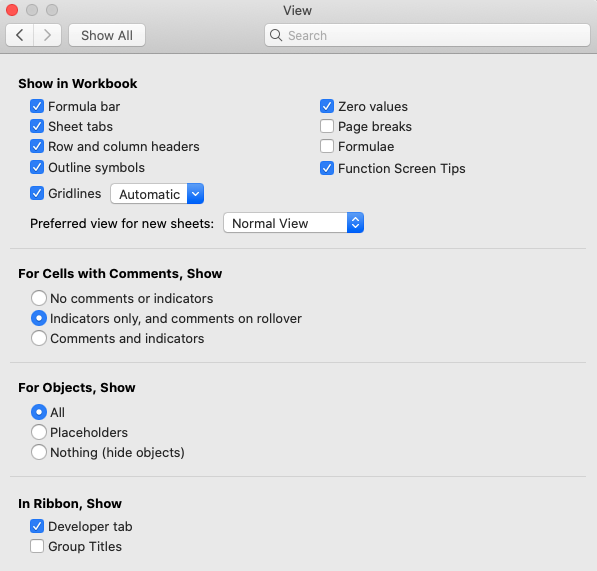 View
Show All
Search
Show in Workbook
Formula bar
Sheet tabs
Row and column headers
Outline symbols
Gridlines Automatic
Zero values
Page breaks
Formulae
Function Screen Tips
Preferred view for new sheets: Normal View
For Cells with Comments, Show
No comments or indicators
Indicators only, and comments on rollover
Comments and indicators
For Objects, Show
All
Placeholders
Nothing (hide objects)
In Ribbon, Show
Developer tab
Group Titles